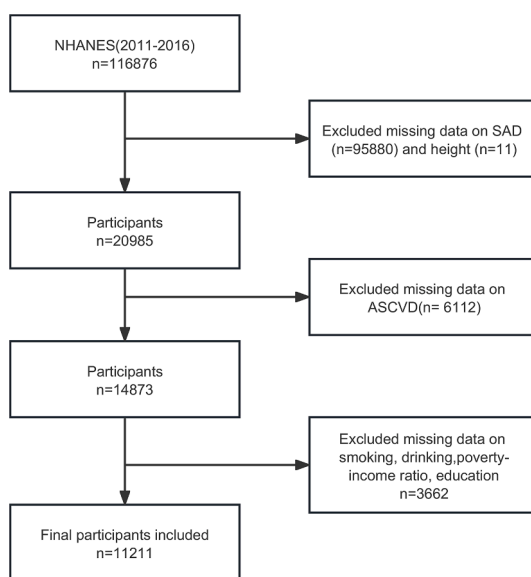 NHANES(2011-2016)
n=116876
Excluded missing data on SAD
(n=95880) and height (n=11)
Participants
n=20985
Excluded missing data on
ASCVD(n= 6112)
Participants
n=14873
Excluded missing data on
smoking, drinking,poverty-
income ratio, education
n=3662
Final participants included
n=11211